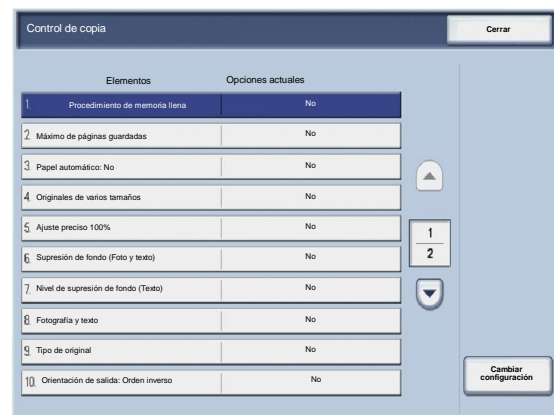 Control de copia
Cerrar
Elementos Opciones actuales
1. Procedimiento de memoria llena No
2. Máximo de páginas guardadas No
3. Papel automático: No No
4. Originales de varios tamaños No
5. Ajuste preciso 100% No
6. Supresión de fondo (Foto y texto) No
7. Nivel de supresión de fondo (Texto) No
8. Fotografía y texto No
9. Tipo de original No
10. Orientación de salida: Orden inverso No
1
2
Cambiar
configuración